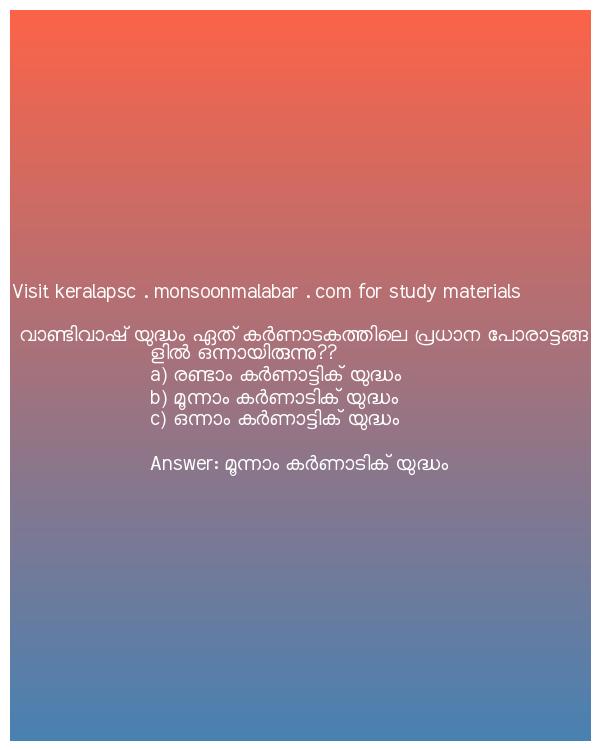 Visit keralapsc . monsoonmalabar . com for study materials
വാണ്ടിവാഷ് യുദ്ധം ഏത് കർണാടകത്തിലെ പ്രധാന പോരാട്ടങ്ങ
ളിൽ ഒന്നായിരുന്നു??
a) രണ്ടാം കർണാട്ടിക് യുദ്ധം
b) മൂന്നാം കർണാടിക് യുദ്ധം
c) ഒന്നാം കർണാട്ടിക് യുദ്ധം
Answer: മൂന്നാം കർണാടിക് യുദ്ധം